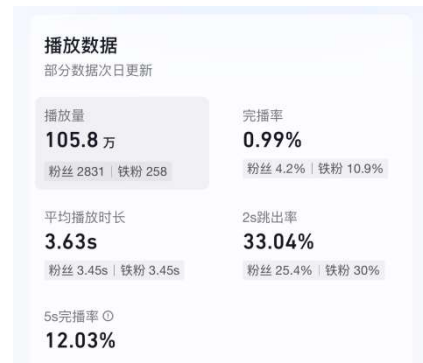 播放数据
部分数据次日更新
播放量
105.8 万
粉丝 2831 | 铁粉 258
完播率
0.99%
粉丝 4.2% | 铁粉 10.9%
平均播放时长
3.63s
粉丝 3.45s | 铁粉 3.45s
2s跳出率
33.04%
粉丝 25.4% | 铁粉 30%
5s完播率
12.03%